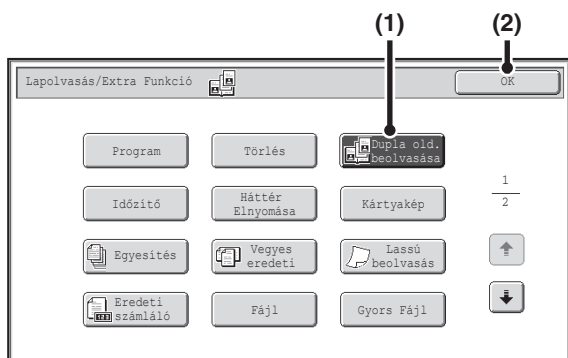 (1) (2)
Lapolvasás/Extra Funkció OK
Program Törlés Dupla old.
beolvasása
Időzítő Háttér
Elnyomása Kártyakép
1
2
Egyesítés Vegyes
eredeti Lassú
beolvasás
Eredeti
számláló Fájl Gyors Fájl
123